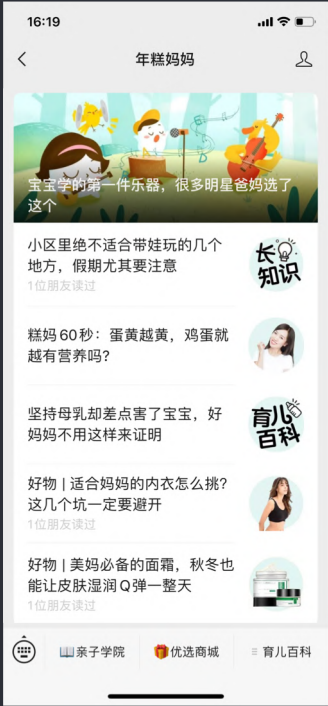 16:19
年糕妈妈
宝宝学的第一件乐器，很多明星爸妈选了
这个
小区里绝不适合带娃玩的几个
地方，假期尤其要注意
1位朋友读过
长
知识
糕妈60秒：蛋黄越黄，鸡蛋就
越有营养吗？
坚持母乳却差点害了宝宝，好
妈妈不用这样来证明
育儿
百科
好物 | 适合妈妈的内衣怎么挑？
这几个坑一定要避开
1位朋友读过
好物 | 美妈必备的面霜，秋冬也
能让皮肤湿润Q弹一整天
1位朋友读过
亲子学院
优选商城
育儿百科